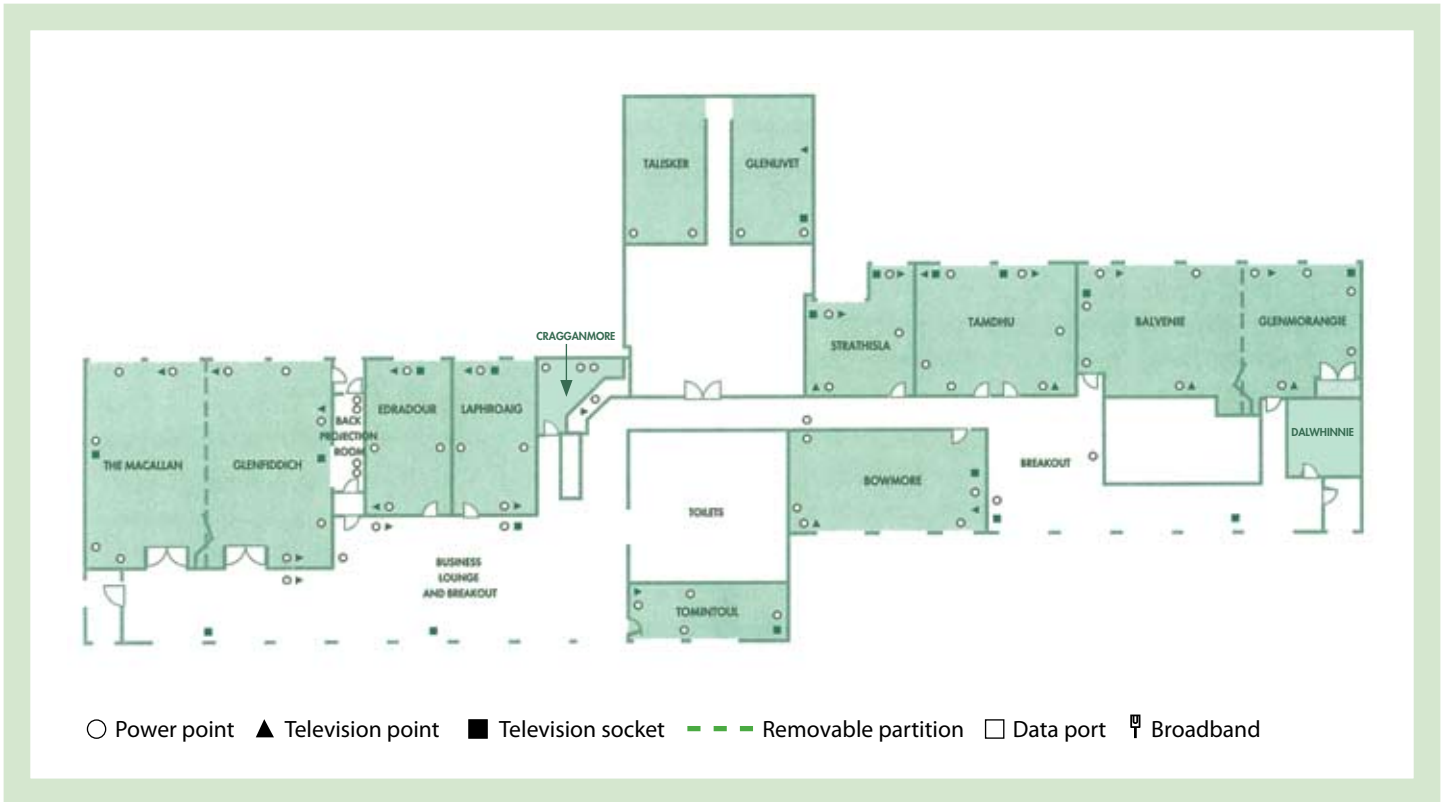 TALISKER
GLENLIVET
CRAGGANMORE
STRATHISLA
TAMDHU
BALVENIE
GLENMORANGIE
EDRADOUR
LAPHROAIG
BACK
PROJECTION
ROOM
THE MACALLAN
GLENFIDDICH
DALWHINNIE
BREAKOUT
BOWMORE
TOILETS
BUSINESS
LOUNGE
AND BREAKOUT
TOMINTOUL
Power point Television point Television socket Removable partition Data port Broadband